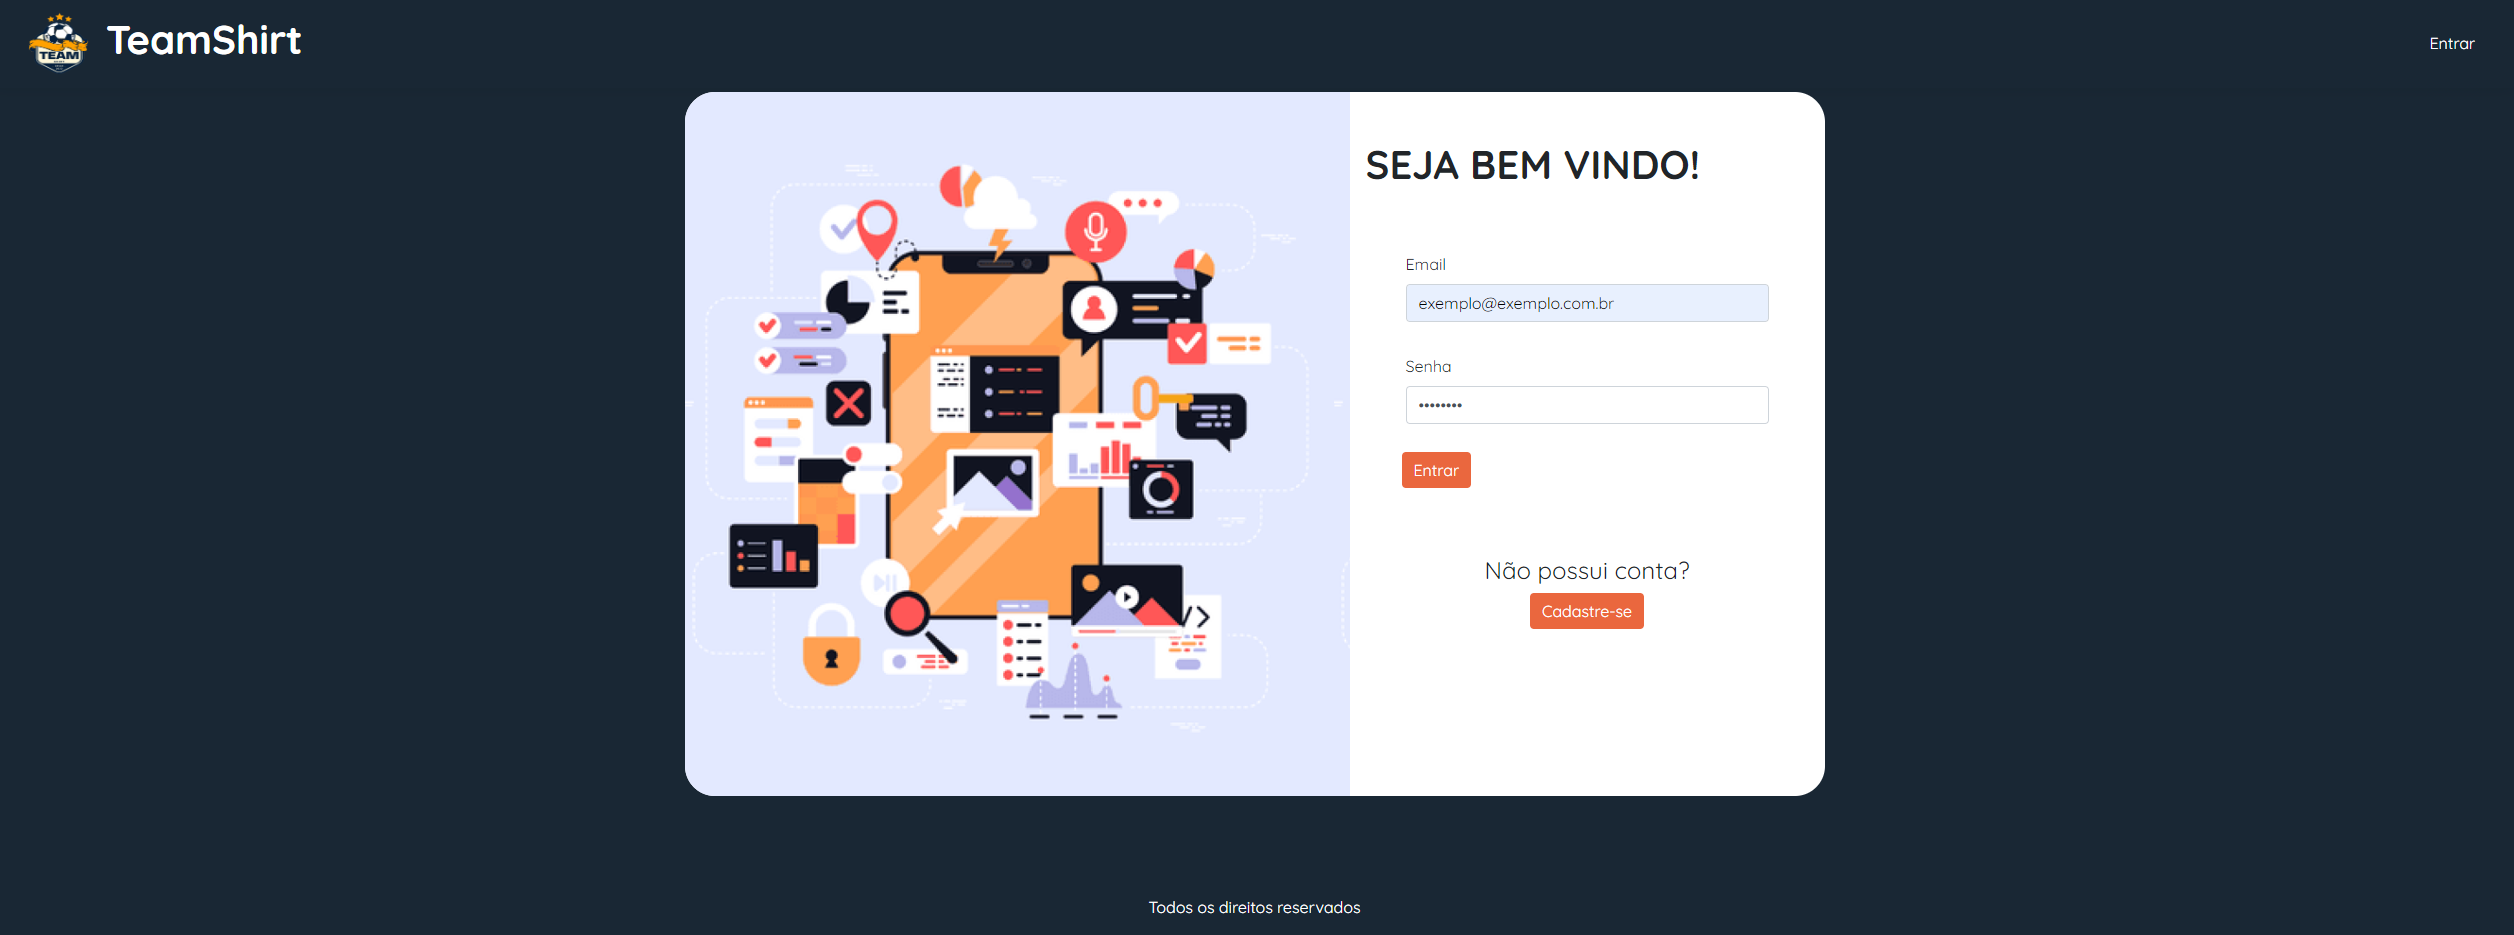 TEAM
TeamShirt
Entrar
SEJA BEM VINDO!
Email
exemplo@exemplo.com.br
Senha
••••••••
Entrar
Não possui conta?
Cadastre-se
Todos os direitos reservados